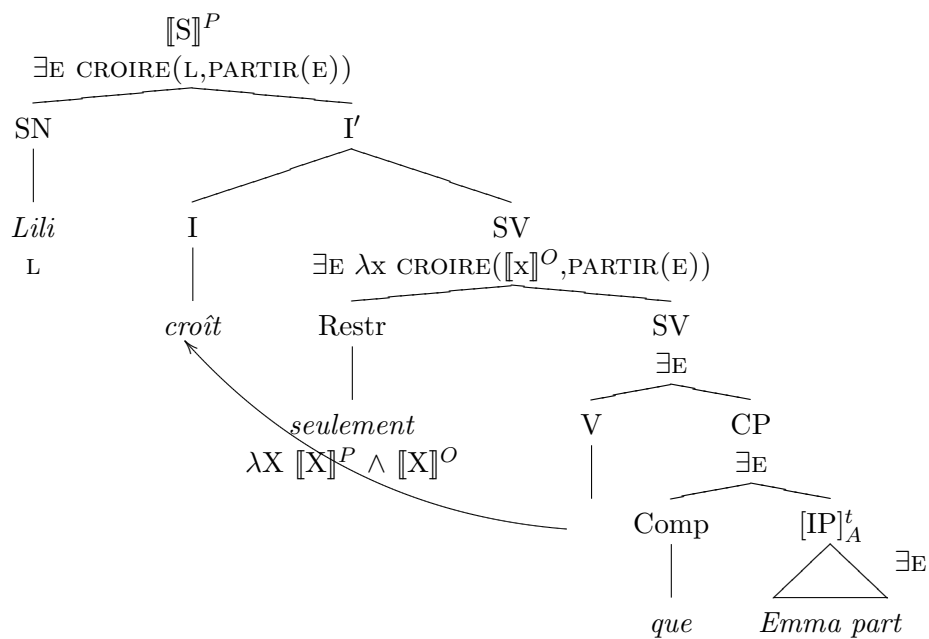 ⟦S⟧^P
∃E CROIRE(L,PARTIR(E))
SN I′
Lili I SV
L ∃E λx CROIRE(⟦x⟧^O,PARTIR(E))
croît Restr SV
∃E
seulement V CP
λX ⟦X⟧^P ∧ ⟦X⟧^O ∃E
Comp [IP]^t_A
∃E
que Emma part